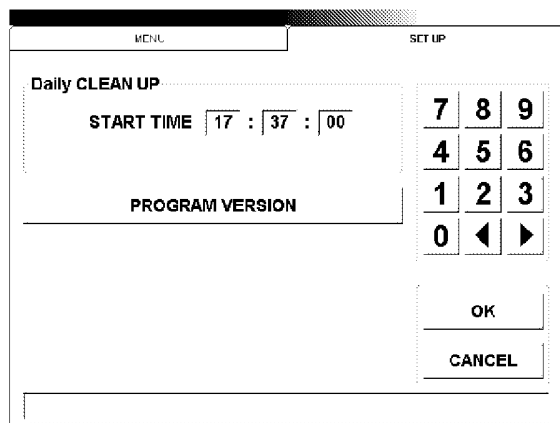 MENU
SET UP
Daily CLEAN UP
START TIME 17 : 37 : 00
PROGRAM VERSION
7 8 9
4 5 6
1 2 3
0 ◀ ▶
OK
CANCEL